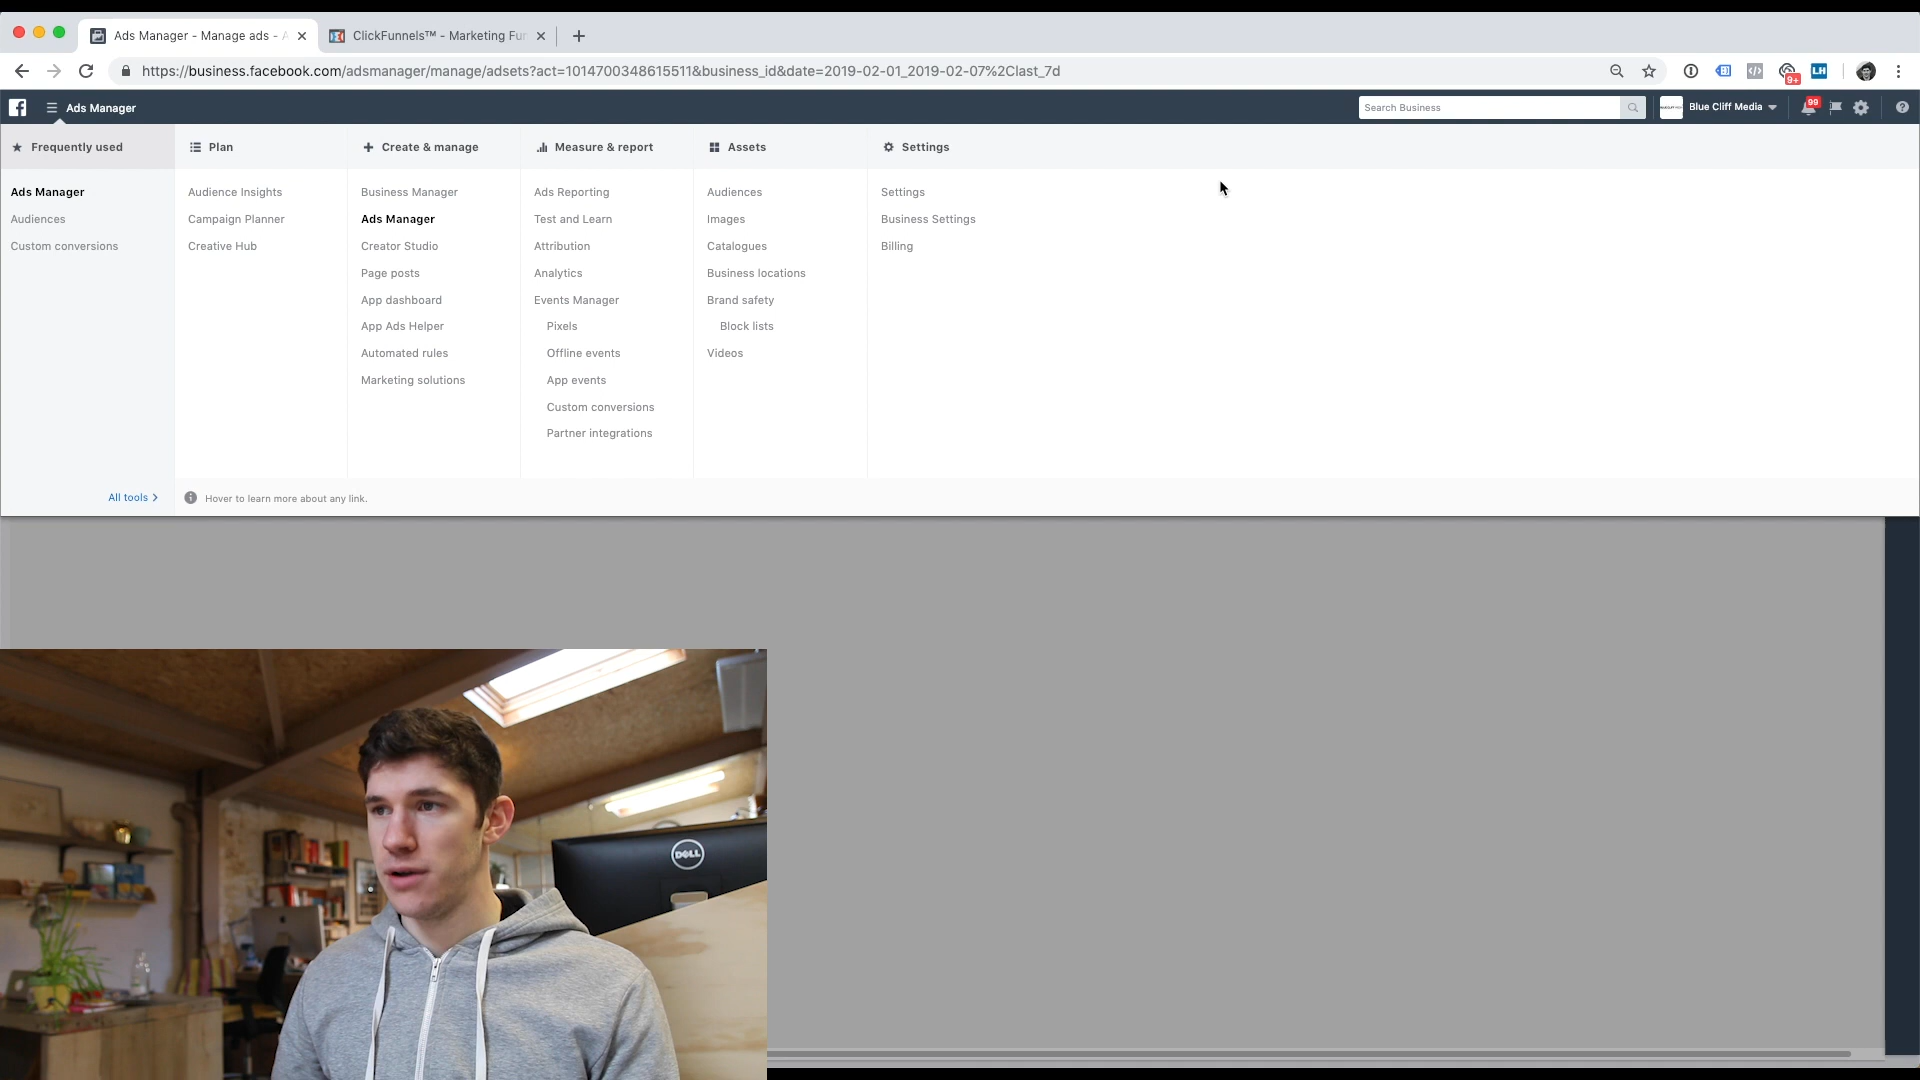 Ads Manager - Manage ads - A
ClickFunnels™ - Marketing Fun
https://business.facebook.com/adsmanager/manage/adsets?act=1014700348615511&business_id&date=2019-02-01_2019-02-07%2Clast_7d
9+
LH
Ads Manager
Search Business
Blue Cliff Media
99
Frequently used
Ads Manager
Audiences
Custom conversions
All tools
Plan
Audience Insights
Campaign Planner
Creative Hub
Create & manage
Business Manager
Ads Manager
Creator Studio
Page posts
App dashboard
App Ads Helper
Automated rules
Marketing solutions
Measure & report
Ads Reporting
Test and Learn
Attribution
Analytics
Events Manager
Pixels
Offline events
App events
Custom conversions
Partner integrations
Assets
Audiences
Images
Catalogues
Business locations
Brand safety
Block lists
Videos
Settings
Settings
Business Settings
Billing
Hover to learn more about any link.
DELL